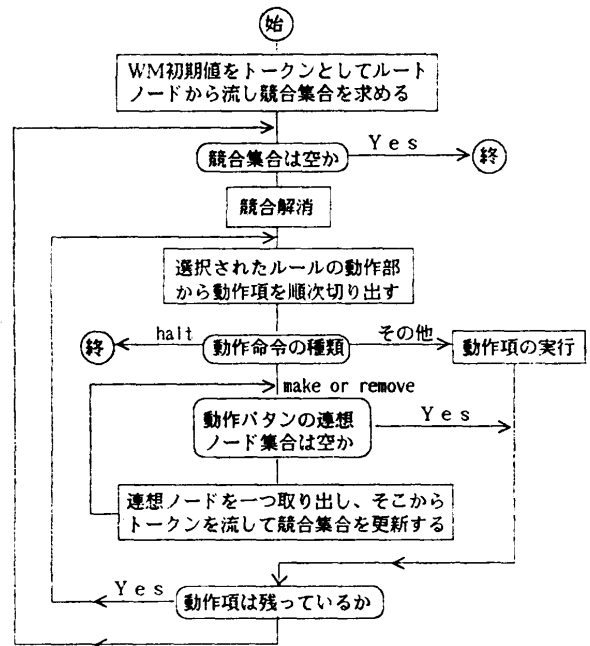 始
WM初期値をトークンとしてルート
ノードから流し競合集合を求める
競合集合は空か
Yes
終
競合解消
選択されたルールの動作部
から動作項を順次切り出す
終
halt
動作命令の種類
その他
動作項の実行
make or remove
動作パタンの連想
ノード集合は空か
Yes
連想ノードを一つ取り出し、そこから
トークンを流して競合集合を更新する
Yes
動作項は残っているか